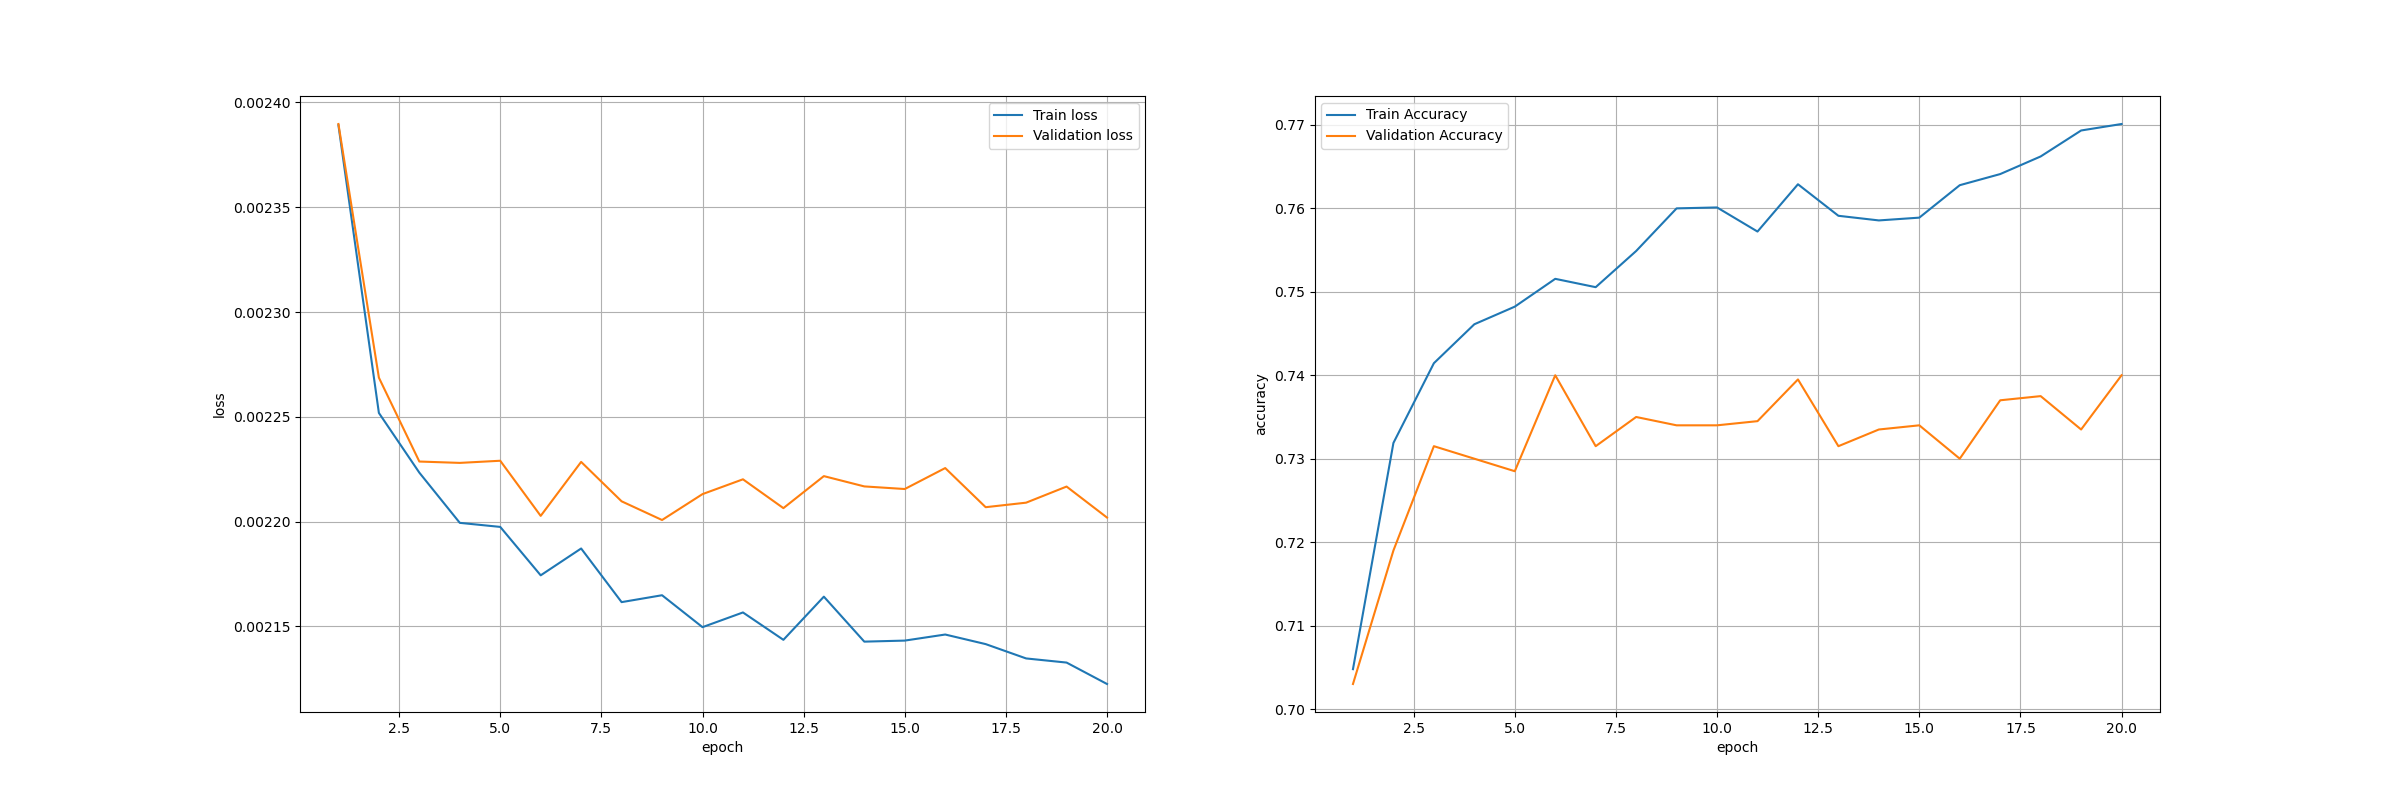 Train loss
Validation loss
0.00240
0.00235
0.00230
0.00225
0.00220
0.00215
loss
2.5 5.0 7.5 10.0 12.5 15.0 17.5 20.0
epoch
Train Accuracy
Validation Accuracy
0.77
0.76
0.75
0.74
0.73
0.72
0.71
0.70
accuracy
2.5 5.0 7.5 10.0 12.5 15.0 17.5 20.0
epoch